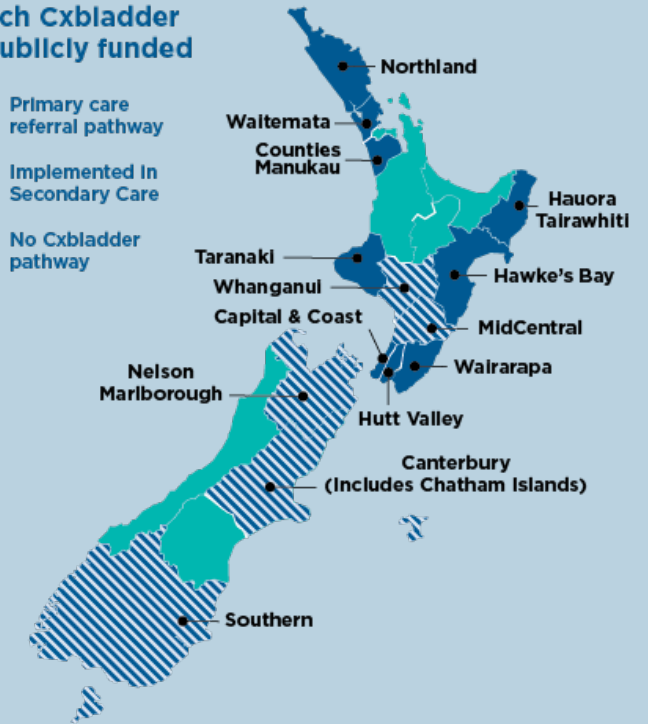 ch Cxbladder
ublicly funded
Primary care
referral pathway
Implemented in
Secondary Care
No Cxbladder
pathway
Northland
Waitemata
Counties
Manukau
Hauora
Tairawhiti
Taranaki
Hawke's Bay
Whanganui
Capital & Coast
MidCentral
Wairarapa
Nelson
Marlborough
Hutt Valley
Canterbury
(Includes Chatham Islands)
Southern